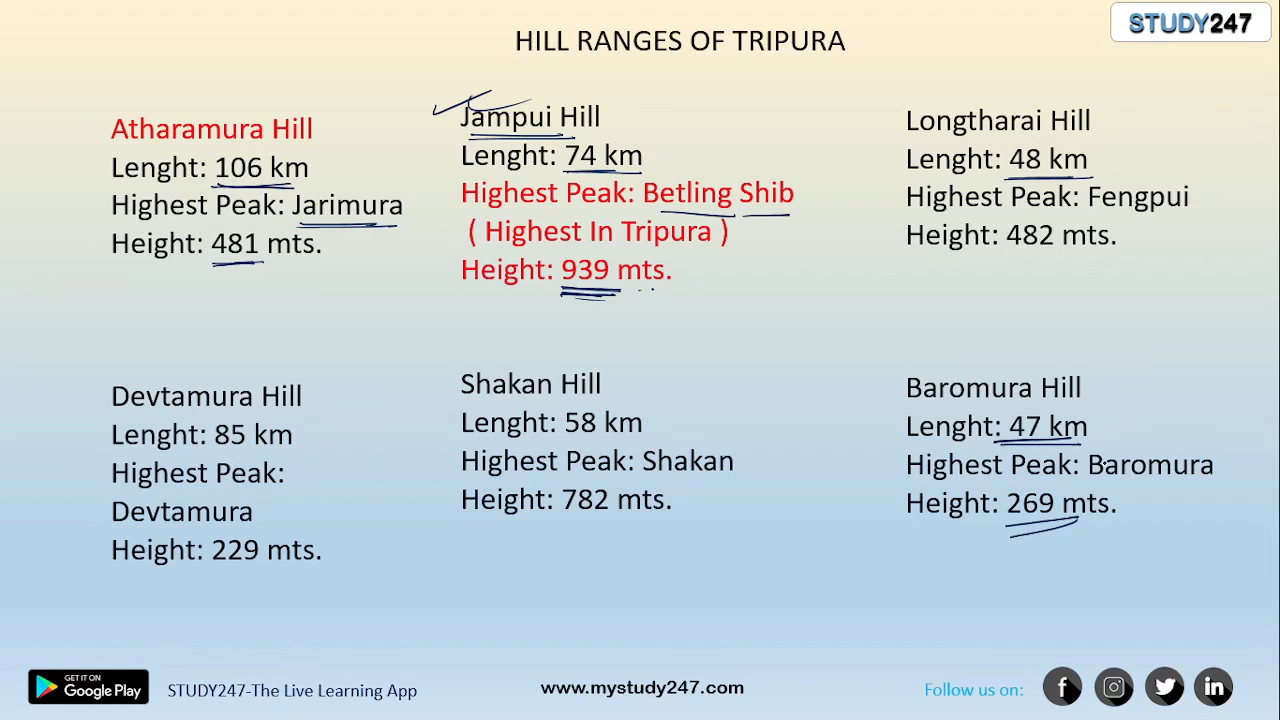 STUDY247
HILL RANGES OF TRIPURA
Atharamura Hill
Lenght: 106 km
Highest Peak: Jarimura
Height: 481 mts.
Jampui Hill
Lenght: 74 km
Highest Peak: Betling Shib
( Highest In Tripura )
Height: 939 mts.
Longtharai Hill
Lenght: 48 km
Highest Peak: Fengpui
Height: 482 mts.
Devtamura Hill
Lenght: 85 km
Highest Peak:
Devtamura
Height: 229 mts.
Shakan Hill
Lenght: 58 km
Highest Peak: Shakan
Height: 782 mts.
Baromura Hill
Lenght: 47 km
Highest Peak: Baromura
Height: 269 mts.
GET IT ON
Google Play
STUDY247-The Live Learning App
www.mystudy247.com
Follow us on: